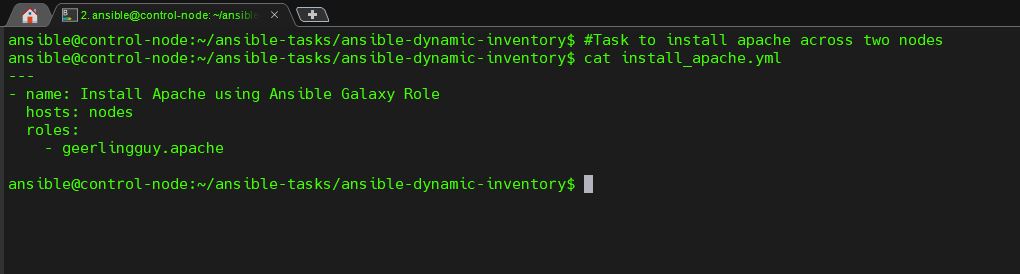 2. ansible@control-node: ~/ansible
ansible@control-node:~/ansible-tasks/ansible-dynamic-inventory$ #Task to install apache across two nodes
ansible@control-node:~/ansible-tasks/ansible-dynamic-inventory$ cat install_apache.yml
---
- name: Install Apache using Ansible Galaxy Role
  hosts: nodes
  roles:
    - geerlingguy.apache
ansible@control-node:~/ansible-tasks/ansible-dynamic-inventory$